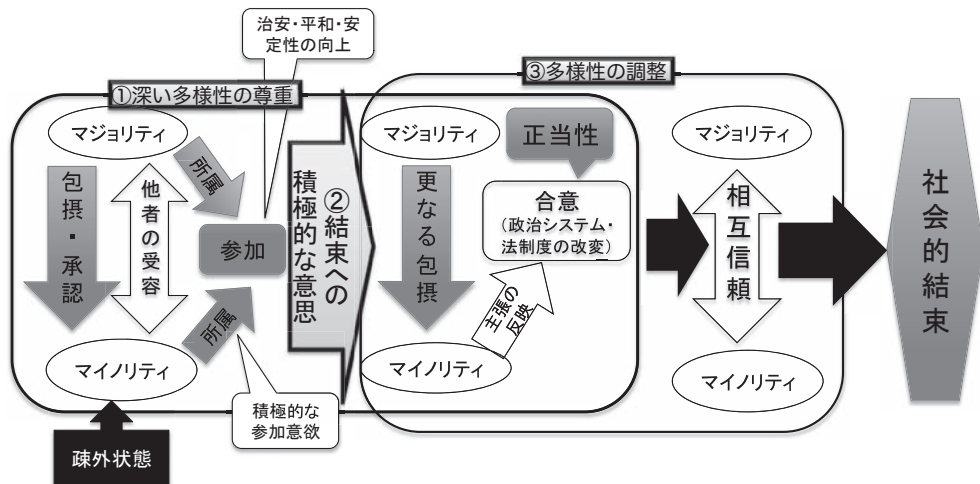 治安・平和・安
定性の向上
①深い多様性の尊重
マジョリティ
包摂・承認
他者の受容
所属
参加
所属
マイノリティ
疎外状態
積極的な
参加意欲
②結束への
積極的な意思
③多様性の調整
マジョリティ
更なる包摂
正当性
合意
(政治システム・
法制度の改変)
主張の
反映
マイノリティ
マジョリティ
相互信頼
マイノリティ
社会的結束